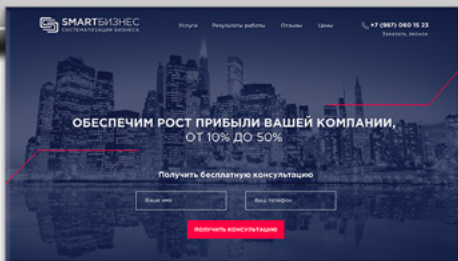 SMARTБИЗНЕС
СИСТЕМАТИЗАЦИЯ БИЗНЕСА
Услуги Результаты работы Отзывы Цены
+7 (987) 060 15 23
Заказать звонок
ОБЕСПЕЧИМ РОСТ ПРИБЫЛИ ВАШЕЙ КОМПАНИИ,
ОТ 10% ДО 50%
Получить бесплатную консультацию
Ваше имя Ваш телефон
ПОЛУЧИТЬ КОНСУЛЬТАЦИЮ